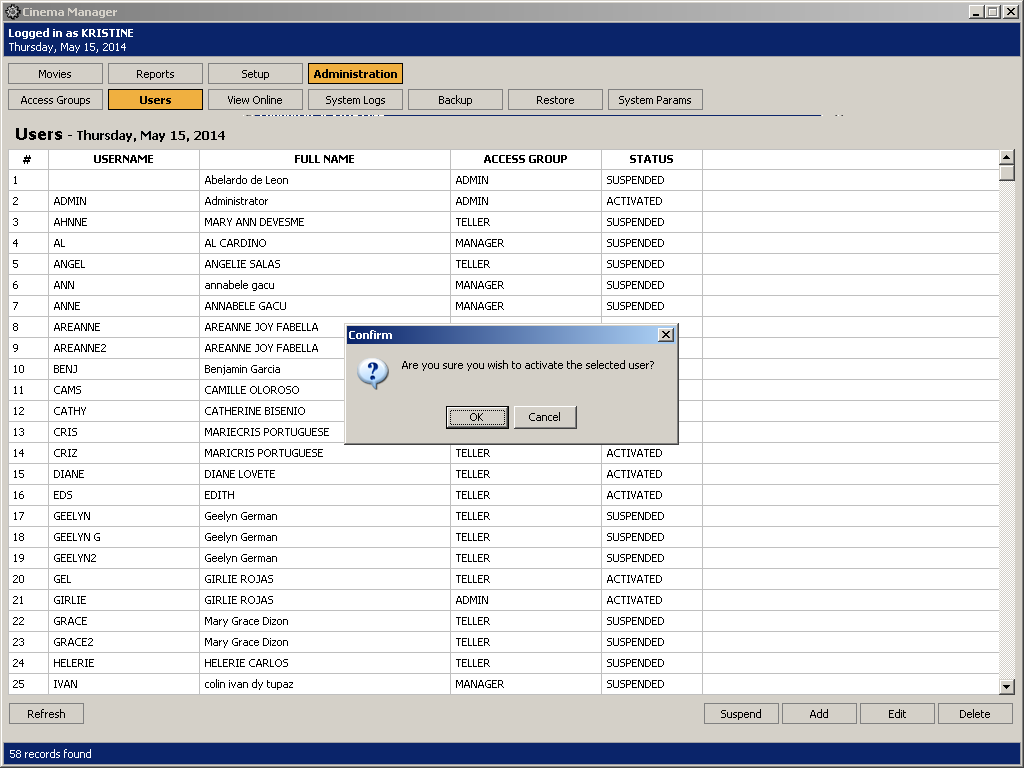 Cinema Manager
Logged in as KRISTINE
Thursday, May 15, 2014
Movies Reports Setup Administration
Access Groups Users View Online System Logs Backup Restore System Params
Users - Thursday, May 15, 2014
# USERNAME FULL NAME ACCESS GROUP STATUS
1 Abelardo de Leon ADMIN SUSPENDED
2 ADMIN Administrator ADMIN ACTIVATED
3 AHNNE MARY ANN DEVESME TELLER SUSPENDED
4 AL AL CARDINO MANAGER SUSPENDED
5 ANGEL ANGELIE SALAS TELLER SUSPENDED
6 ANN annabele gacu MANAGER SUSPENDED
7 ANNE ANNABELE GACU MANAGER SUSPENDED
8 AREANNE AREANNE JOY FABELLA
9 AREANNE2 AREANNE JOY FABELLA
10 BENJ Benjamin Garcia
11 CAMS CAMILLE OLOROSO
12 CATHY CATHERINE BISENIO
13 CRIS MARIECRIS PORTUGUESE
Confirm
Are you sure you wish to activate the selected user?
OK Cancel
14 CRIZ MARICRIS PORTUGUESE TELLER ACTIVATED
15 DIANE DIANE LOVETE TELLER ACTIVATED
16 EDS EDITH TELLER ACTIVATED
17 GEELYN Geelyn German TELLER SUSPENDED
18 GEELYN G Geelyn German TELLER SUSPENDED
19 GEELYN2 Geelyn German TELLER SUSPENDED
20 GEL GIRLIE ROJAS TELLER ACTIVATED
21 GIRLIE GIRLIE ROJAS ADMIN ACTIVATED
22 GRACE Mary Grace Dizon TELLER SUSPENDED
23 GRACE2 Mary Grace Dizon TELLER SUSPENDED
24 HELERIE HELERIE CARLOS TELLER SUSPENDED
25 IVAN colin ivan dy tupaz MANAGER SUSPENDED
Refresh Suspend Add Edit Delete
58 records found